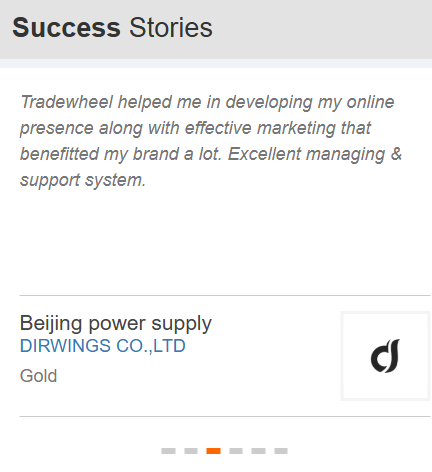 Success Stories
Tradewheel helped me in developing my online
presence along with effective marketing that
benefitted my brand a lot. Excellent managing &
support system.
Beijing power supply
DIRWINGS CO.,LTD
Gold